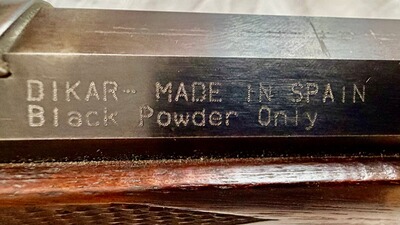 DIKAR- MADE IN SPAIN
Black Powder Only